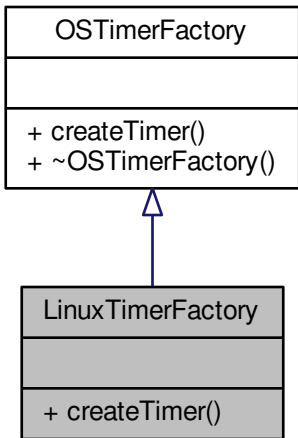 OSTimerFactory
+ createTimer()
+ ~OSTimerFactory()
LinuxTimerFactory
+ createTimer()